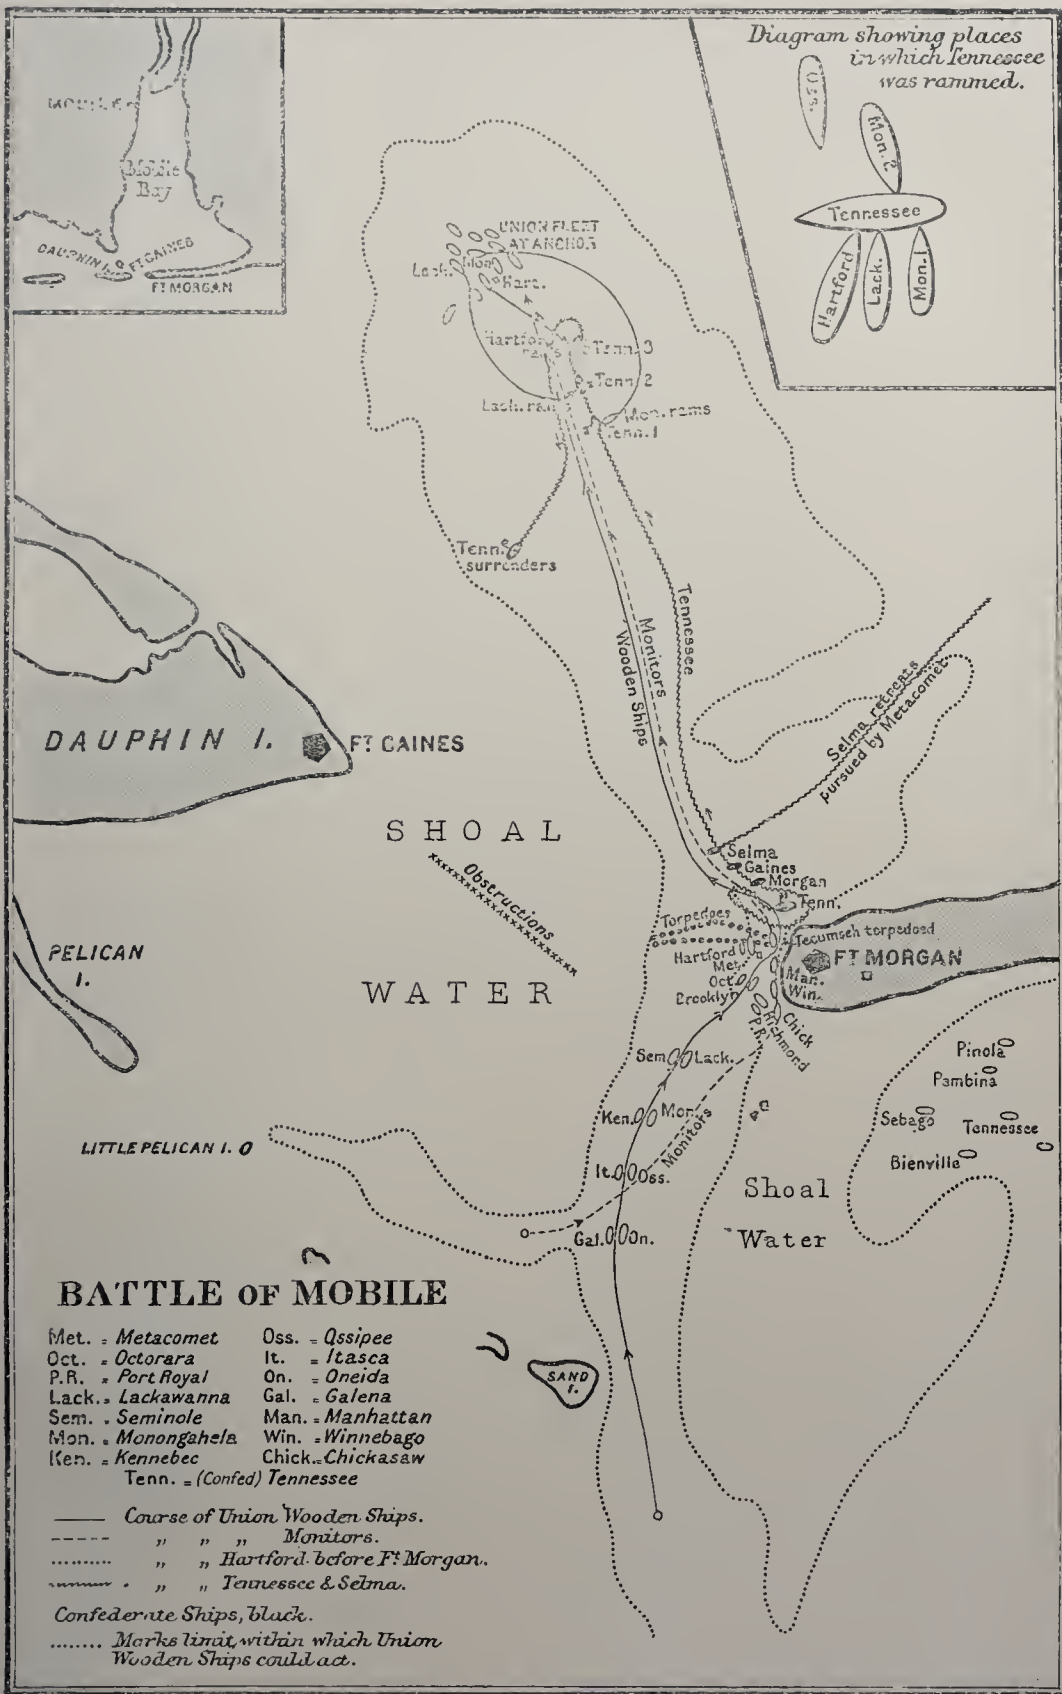 Diagram showing places
in which Tennessee
was rammed.
Oss.
Mon. 2
Tennessee
Hartford
Lack.
Mon. 1
MOBILE
Mobile
Bay
DAUPHIN I.
FT GAINES
FT MORGAN
UNION FLEET
AT ANCHOR
Lack.
Mon.
Hart.
Hartford
rams
Tenn. 3
Tenn. 2
Lack. rams
Mon. rams
Tenn. 1
Tenn.
surrenders
Tennessee
Monitors
Wooden Ships
Selma retreats
pursued by Metacomet
DAUPHIN I.
FT GAINES
SHOAL
Obstructions
WATER
Selma
Gaines
Morgan
Tenn.
Torpedoes
Tecumseh torpedoed
Hartford
Met.
Oct.
Brooklyn
FT MORGAN
Man.
Win.
Chick
Richmond
P.R.
PELICAN
I.
Sem.
Lack.
Ken.
Mon.
Monitors
It.
Oss.
Gal.
On.
LITTLE PELICAN I.
Pinola
Pambina
Sebago
Tennessee
Bienville
Shoal
Water
SAND
I.
BATTLE OF MOBILE
Met. = Metacomet
Oct. = Octorara
P.R. = Port Royal
Lack. = Lackawanna
Sem. = Seminole
Mon. = Monongahela
Ken. = Kennebec
Oss. = Ossipee
It. = Itasca
On. = Oneida
Gal. = Galena
Man. = Manhattan
Win. = Winnebago
Chick. = Chickasaw
Tenn. = (Confed) Tennessee
Course of Union Wooden Ships.
" " " Monitors.
" " Hartford before Ft. Morgan.
" " Tennessee & Selma.
Confederate Ships, black.
Marks limit within which Union
Wooden Ships could act.